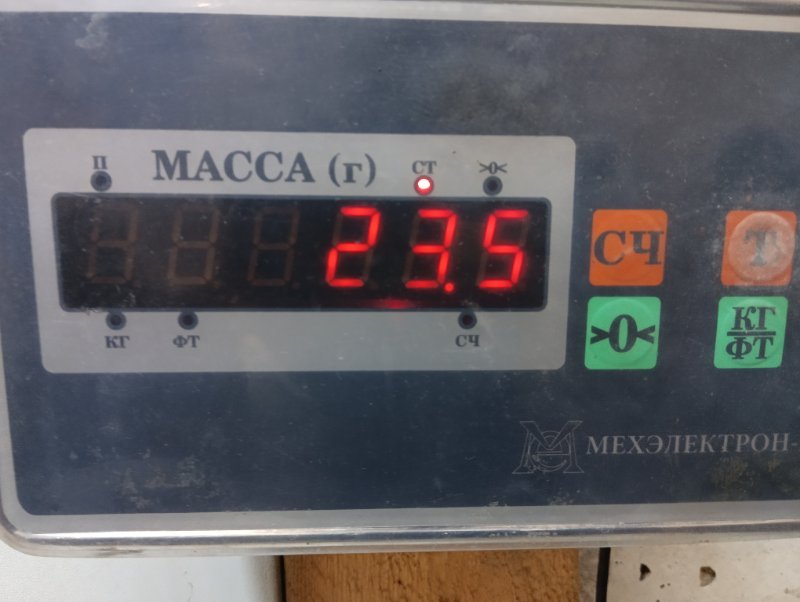 П
МАССА (г)
СТ
>0<
23.5
КГ
ФТ
СЧ
СЧ
Т
>0<
КГ
ФТ
МЕХЭЛЕКТРОН-